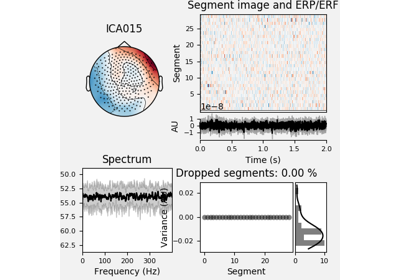 ICA015
Segment image and ERP/ERF
Segment
25
20
15
10
5
1e−8
AU
1
0
−1
0.0 0.5 1.0 1.5 2.0
Time (s)
Spectrum
50.0
52.5
55.0
57.5
60.0
62.5
0 100 200 300
Frequency (Hz)
Dropped segments: 0.00 %
0.02
0.00
−0.02
0 10 20
Segment
0 10